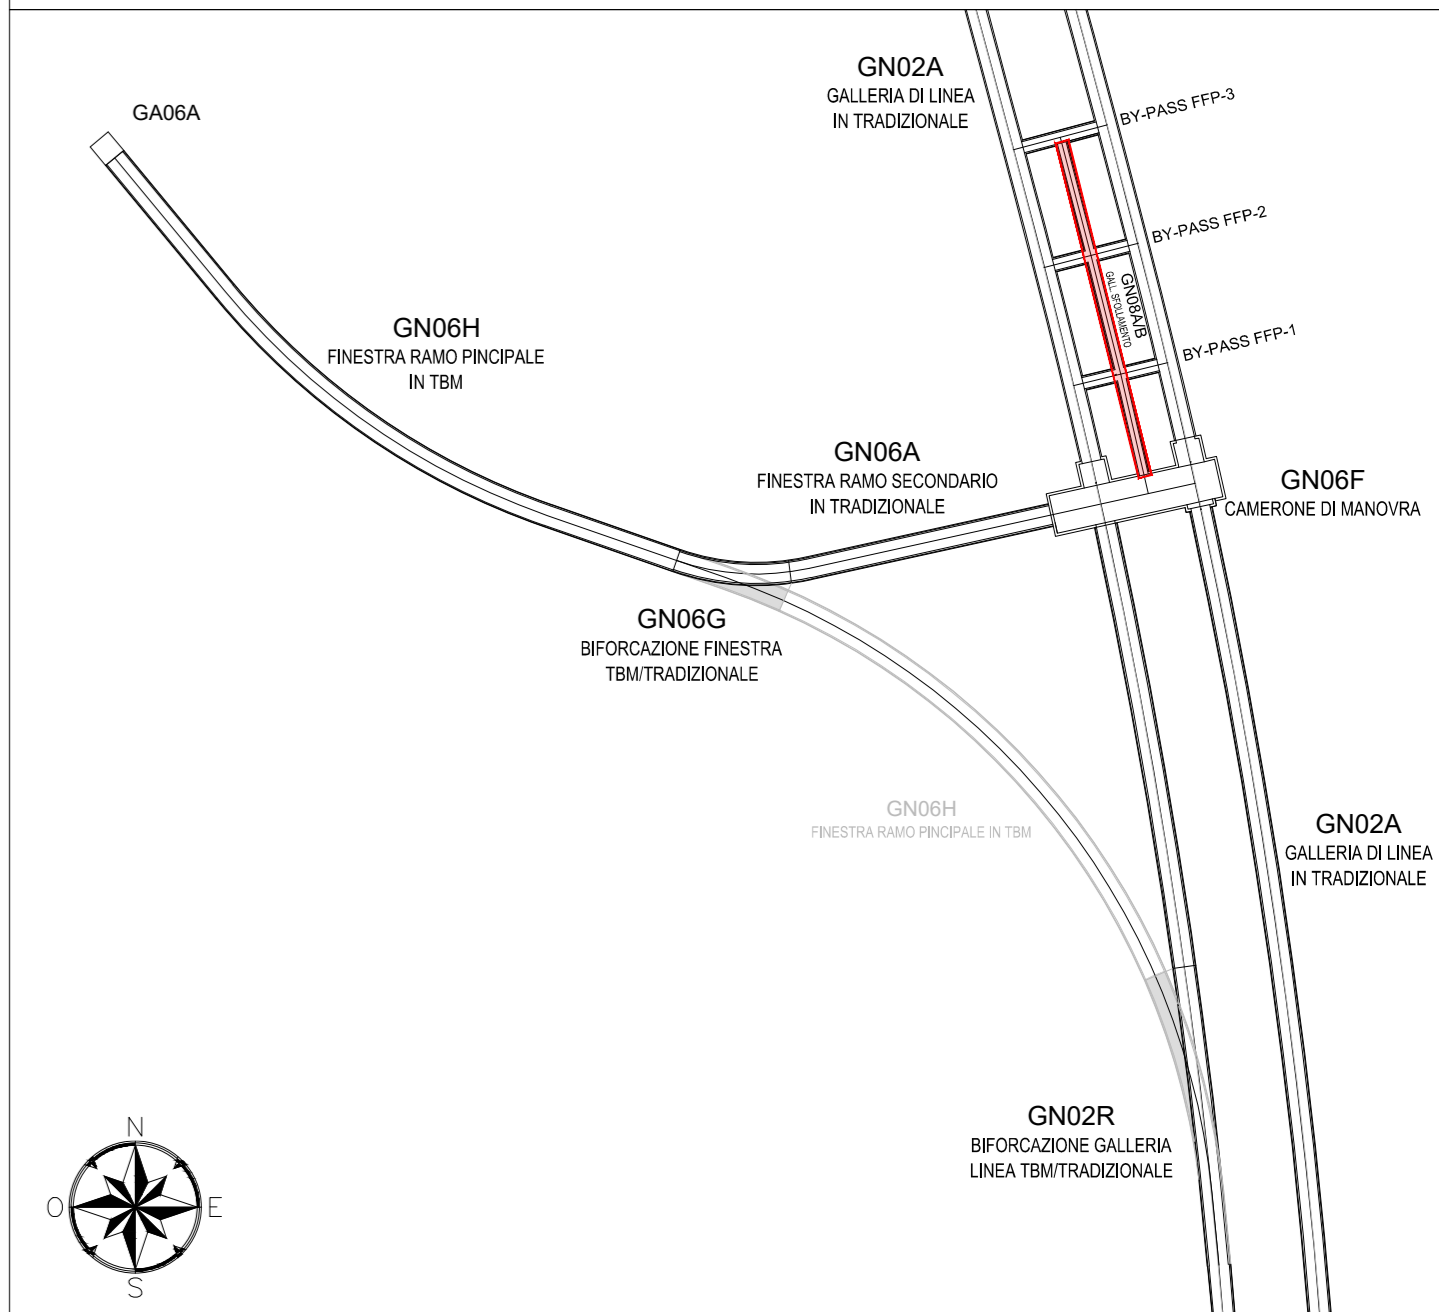 GN02A
GALLERIA DI LINEA
IN TRADIZIONALE
BY-PASS FFP-3
GA06A
BY-PASS FFP-2
GN08A/B
GALL. SFOLLAMENTO
GN06H
FINESTRA RAMO PINCIPALE
IN TBM
BY-PASS FFP-1
GN06A
FINESTRA RAMO SECONDARIO
IN TRADIZIONALE
GN06F
CAMERONE DI MANOVRA
GN06G
BIFORCAZIONE FINESTRA
TBM/TRADIZIONALE
GN06H
FINESTRA RAMO PINCIPALE IN TBM
GN02A
GALLERIA DI LINEA
IN TRADIZIONALE
GN02R
BIFORCAZIONE GALLERIA
LINEA TBM/TRADIZIONALE
N
O
E
S